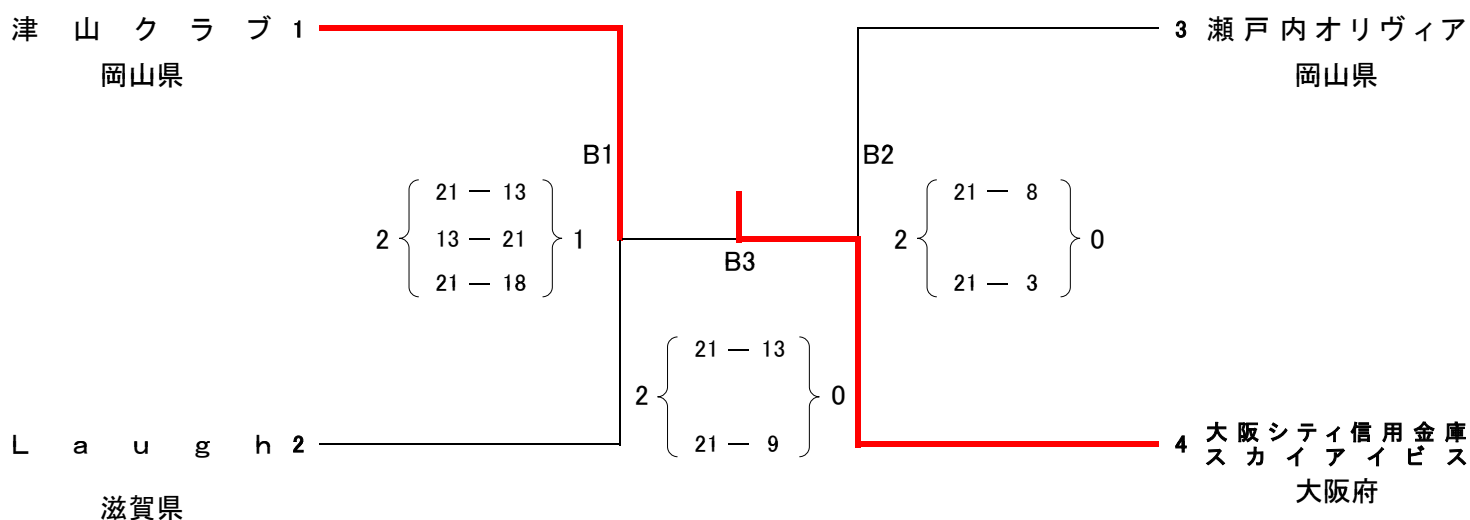 津山クラブ 1
岡山県
3 瀬戸内オリヴィア
岡山県
B1
B2
2 21 ― 13 1
13 ― 21
21 ― 18
2 21 ― 8 0
21 ― 3
B3
2 21 ― 13 0
21 ― 9
Laugh 2
滋賀県
4 大阪シティ信用金庫
スカイアイビス
大阪府